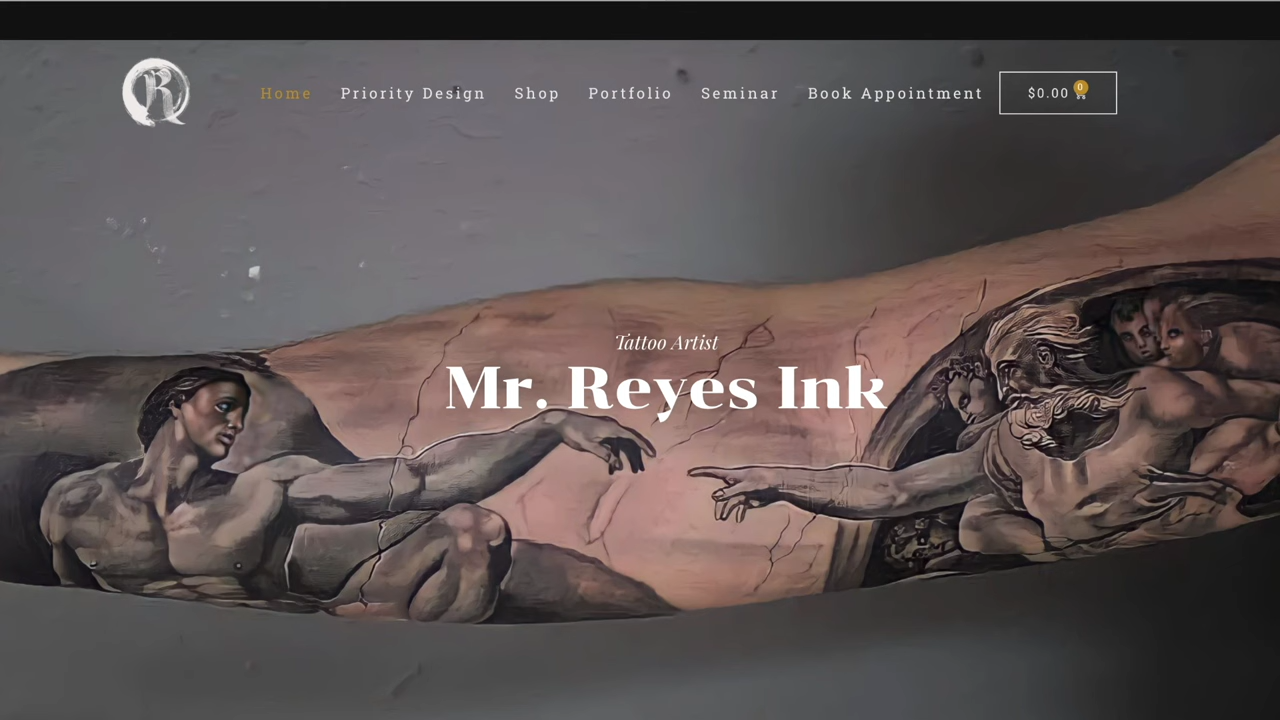 R
Home Priority Design Shop Portfolio Seminar Book Appointment $0.00 0
Tattoo Artist
Mr. Reyes Ink